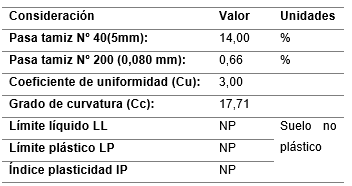 Consideración Valor Unidades
Pasa tamiz Nº 40(5mm): 14,00 %
Pasa tamiz Nº 200 (0,080 mm): 0,66 %
Coeficiente de uniformidad (Cu): 3,00
Grado de curvatura (Cc): 17,71
Límite líquido LL NP Suelo no
Límite plástico LP NP plástico
Índice plasticidad IP NP